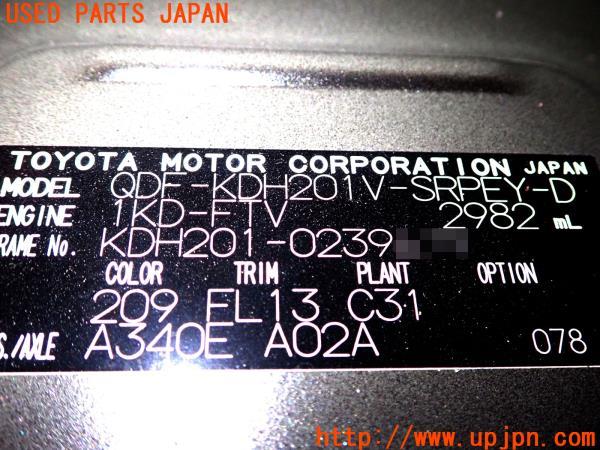 USED PARTS JAPAN
TOYOTA MOTOR CORPORATION JAPAN
MODEL QDF-KDH201V-SRPEY-D
ENGINE 1KD-FTV 2982 mL
FRAME No. KDH201-0239
COLOR TRIM PLANT OPTION
209 FL13 C31
S./AXLE A340E A02A 078
http://www.upjpn.com